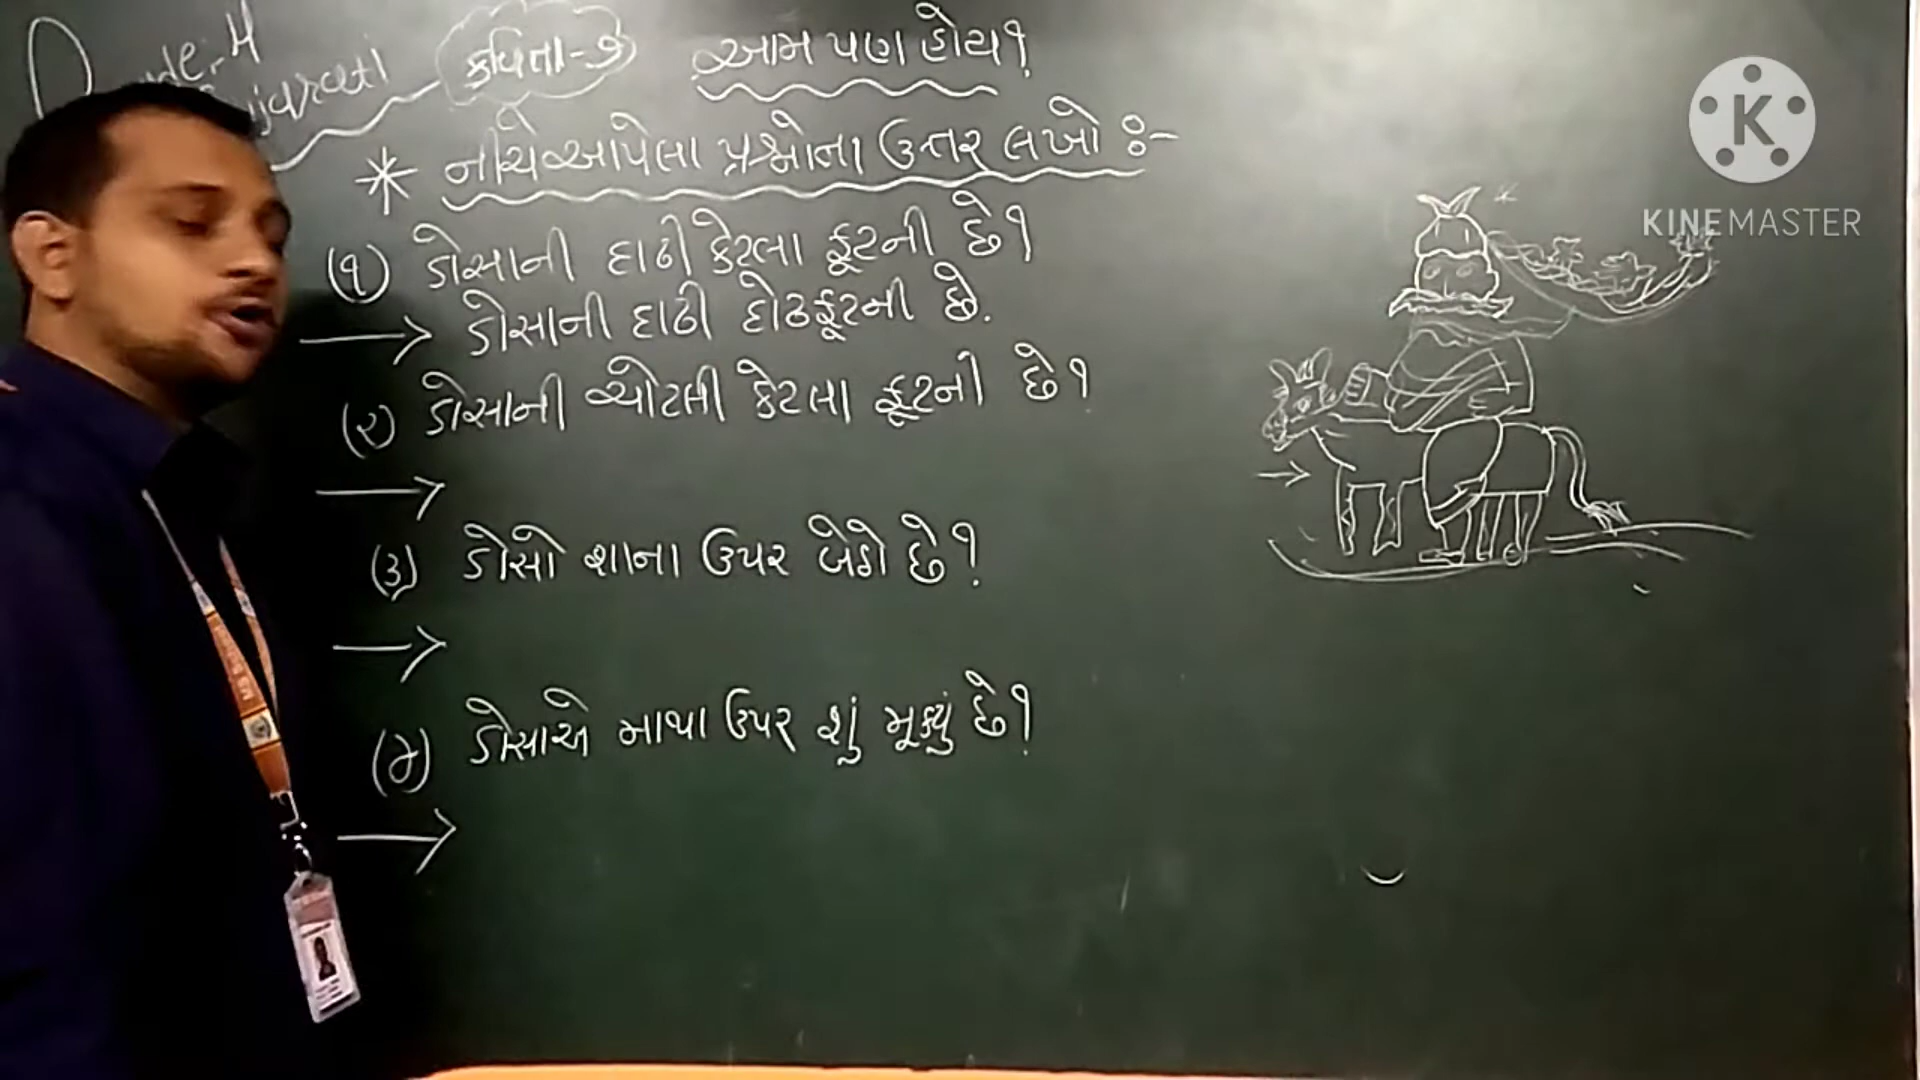 કવિતા-૭ આમ પણ હોય?
* નીચે આપેલા પ્રશ્નોના ઉત્તર લખો :-
(૧) ડોસાની દાઢી કેટલા ફૂટની છે?
→ ડોસાની દાઢી દોઢ ફૂટની છે.
(૨) ડોસાની ચોટલી કેટલા ફૂટની છે?
→
(૩) ડોસો શાના ઉપર બેઠો છે?
→
(૪) ડોસાએ માથા ઉપર શું મૂક્યું છે?
→
K
KINEMASTER